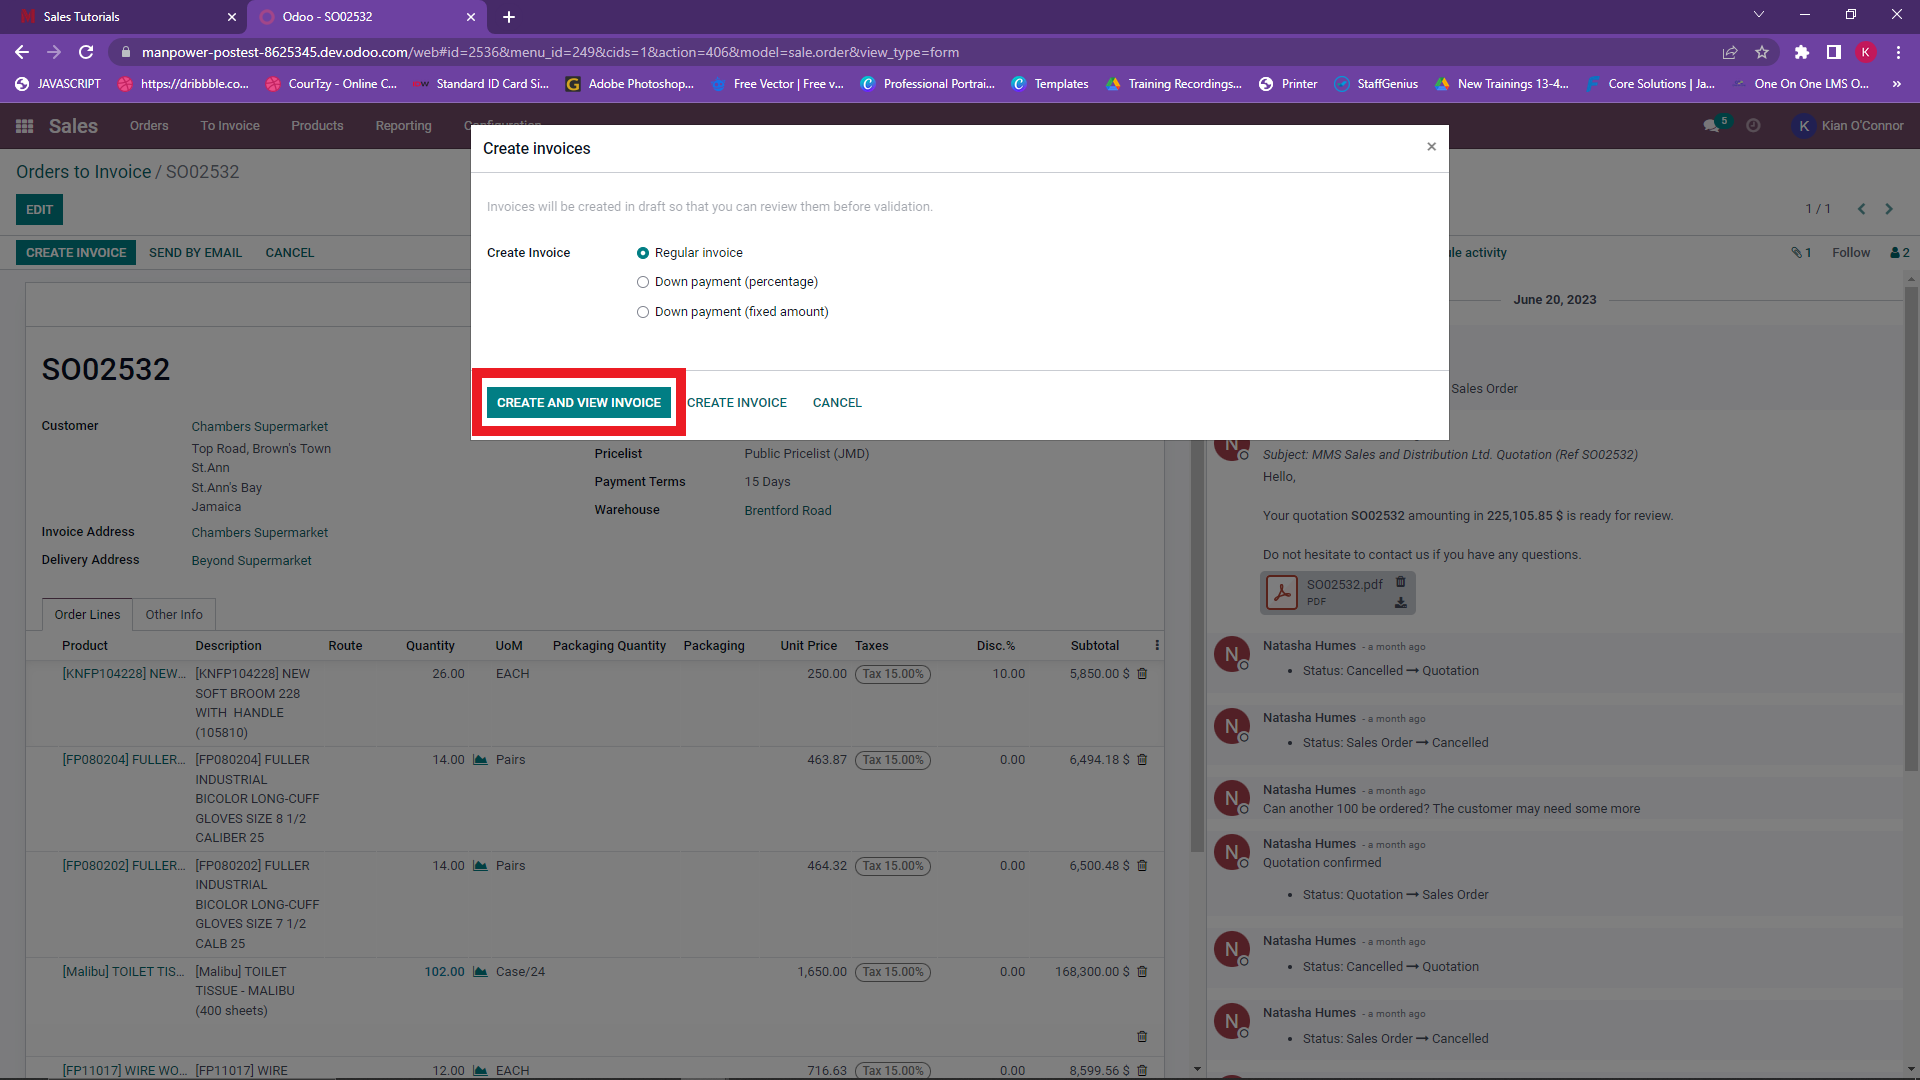 Sales Tutorials
Odoo - SO02532
manpower-postest-8625345.dev.odoo.com/web#id=2536&menu_id=249&cids=1&action=406&model=sale.order&view_type=form
K
JAVASCRIPT
https://dribbble.co...
CourTzy - Online C...
Standard ID Card Si...
Adobe Photoshop...
Free Vector | Free v...
Professional Portrai...
Templates
Training Recordings...
Printer
StaffGenius
New Trainings 13-4...
Core Solutions | Ja...
One On One LMS O...
Sales
Orders
To Invoice
Products
Reporting
Configuration
5
K
Kian O'Connor
Orders to Invoice / SO02532
EDIT
1 / 1
CREATE INVOICE
SEND BY EMAIL
CANCEL
activity
1
Follow
2
Create invoices
×
Invoices will be created in draft so that you can review them before validation.
Create Invoice
Regular invoice
Down payment (percentage)
Down payment (fixed amount)
CREATE AND VIEW INVOICE
CREATE INVOICE
CANCEL
SO02532
Customer
Chambers Supermarket
Top Road, Brown's Town
St.Ann
St.Ann's Bay
Jamaica
Invoice Address
Chambers Supermarket
Delivery Address
Beyond Supermarket
Pricelist
Public Pricelist (JMD)
Payment Terms
15 Days
Warehouse
Brentford Road
Order Lines
Other Info
Product Description Route Quantity UoM Packaging Quantity Packaging Unit Price Taxes Disc.% Subtotal
[KNFP104228] NEW... [KNFP104228] NEW 26.00 EACH 250.00 Tax 15.00% 10.00 5,850.00 $
SOFT BROOM 228
WITH HANDLE
(105810)
[FP080204] FULLER... [FP080204] FULLER 14.00 Pairs 463.87 Tax 15.00% 0.00 6,494.18 $
INDUSTRIAL
BICOLOR LONG-CUFF
GLOVES SIZE 8 1/2
CALIBER 25
[FP080202] FULLER... [FP080202] FULLER 14.00 Pairs 464.32 Tax 15.00% 0.00 6,500.48 $
INDUSTRIAL
BICOLOR LONG-CUFF
GLOVES SIZE 7 1/2
CALB 25
[Malibu] TOILET TIS... [Malibu] TOILET 102.00 Case/24 1,650.00 Tax 15.00% 0.00 168,300.00 $
TISSUE - MALIBU
(400 sheets)
[FP11017] WIRE WO... [FP11017] WIRE 12.00 EACH 716.63 Tax 15.00% 0.00 8,599.56 $
June 20, 2023
Sales Order
N
Subject: MMS Sales and Distribution Ltd. Quotation (Ref SO02532)
Hello,
Your quotation SO02532 amounting in 225,105.85 $ is ready for review.
Do not hesitate to contact us if you have any questions.
SO02532.pdf
PDF
N
Natasha Humes - a month ago
• Status: Cancelled → Quotation
N
Natasha Humes - a month ago
• Status: Sales Order → Cancelled
N
Natasha Humes - a month ago
Can another 100 be ordered? The customer may need some more
N
Natasha Humes - a month ago
Quotation confirmed
• Status: Quotation → Sales Order
N
Natasha Humes - a month ago
• Status: Cancelled → Quotation
N
Natasha Humes - a month ago
• Status: Sales Order → Cancelled